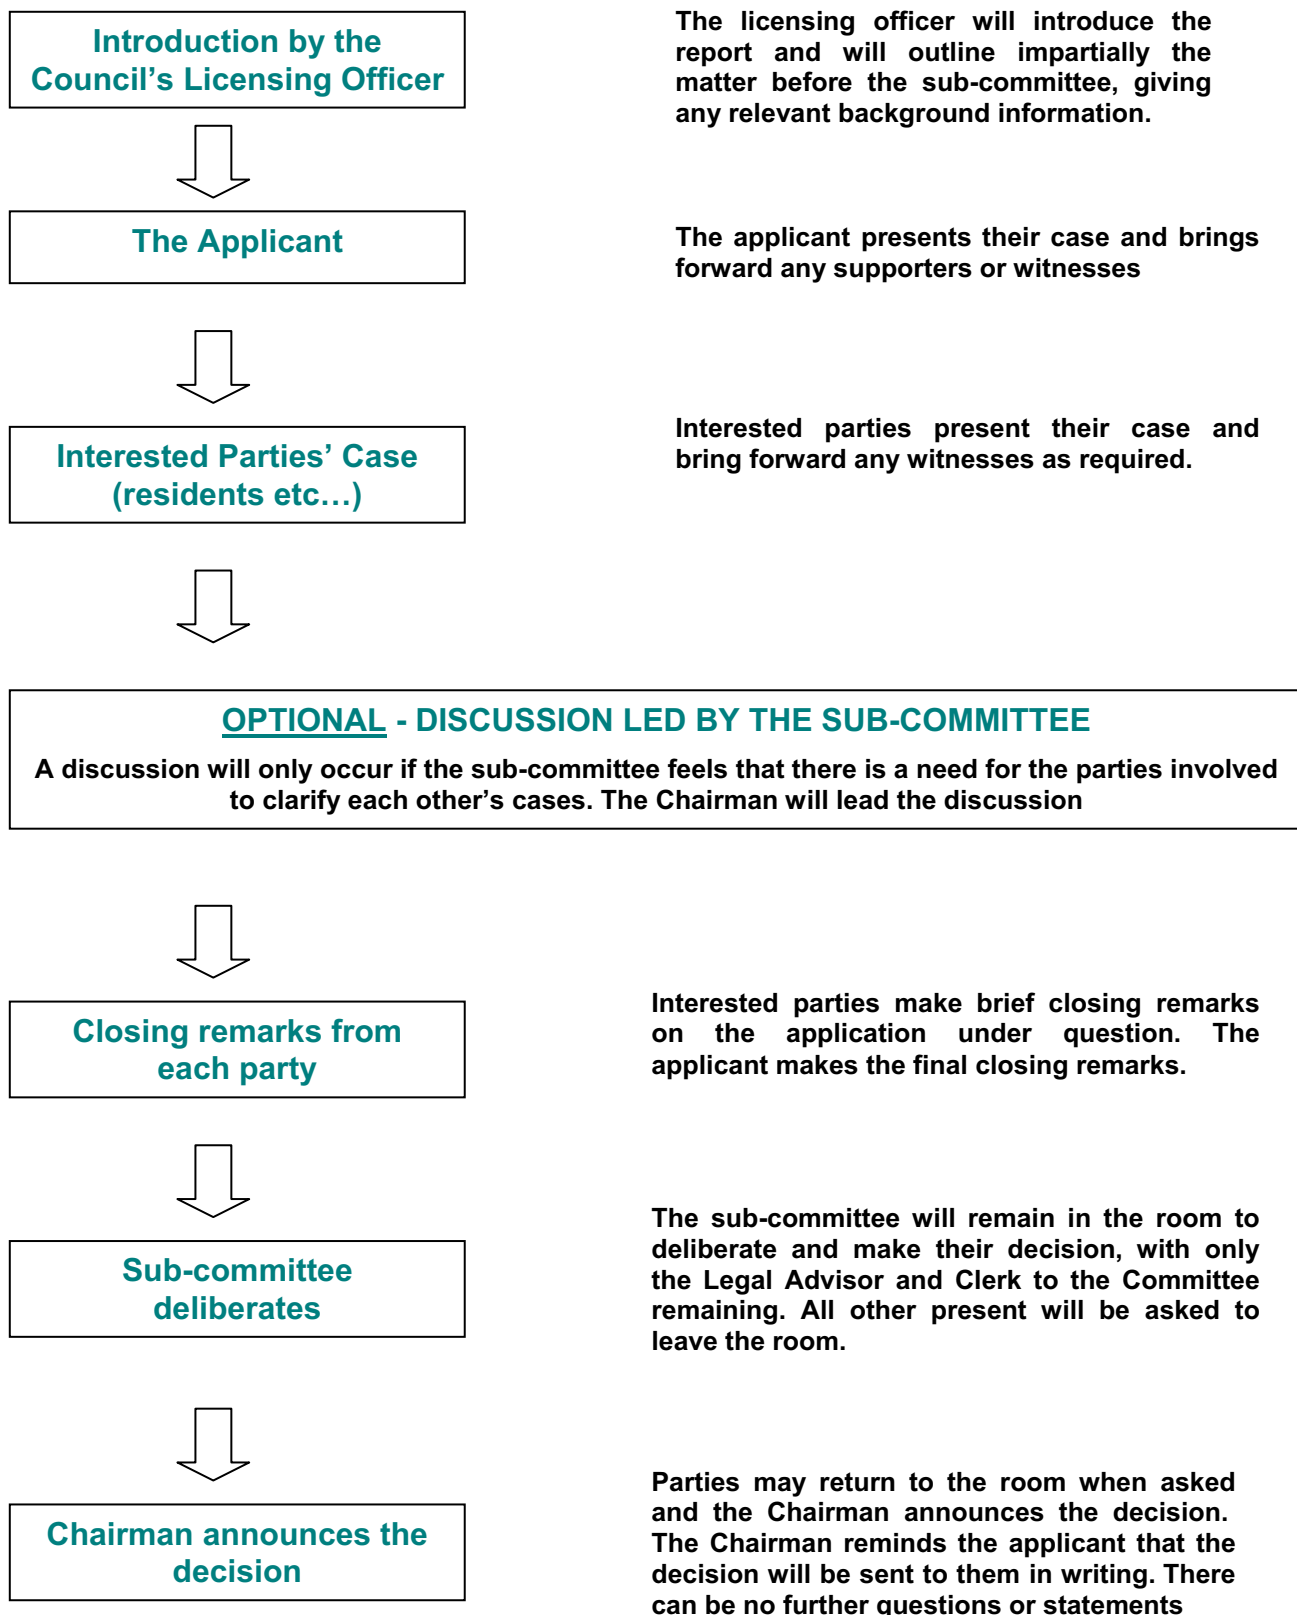 Introduction by the
Council’s Licensing Officer
The licensing officer will introduce the
report and will outline impartially the
matter before the sub-committee, giving
any relevant background information.
The Applicant
The applicant presents their case and brings
forward any supporters or witnesses
Interested Parties’ Case
(residents etc…)
Interested parties present their case and
bring forward any witnesses as required.
OPTIONAL - DISCUSSION LED BY THE SUB-COMMITTEE
A discussion will only occur if the sub-committee feels that there is a need for the parties involved
to clarify each other’s cases. The Chairman will lead the discussion
Closing remarks from
each party
Interested parties make brief closing remarks
on the application under question. The
applicant makes the final closing remarks.
Sub-committee
deliberates
The sub-committee will remain in the room to
deliberate and make their decision, with only
the Legal Advisor and Clerk to the Committee
remaining. All other present will be asked to
leave the room.
Chairman announces the
decision
Parties may return to the room when asked
and the Chairman announces the decision.
The Chairman reminds the applicant that the
decision will be sent to them in writing. There
can be no further questions or statements